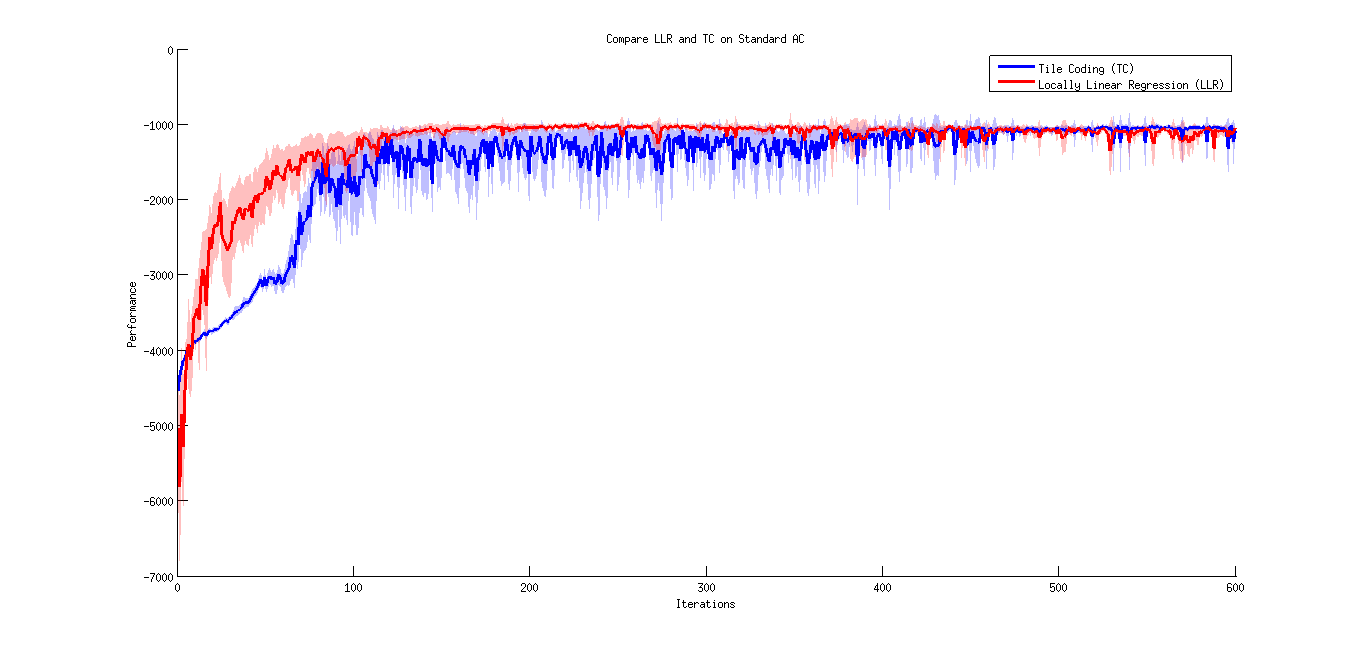 Compare LLR and TC on Standard AC
Tile Coding (TC)
Locally Linear Regression (LLR)
Performance
0
-1000
-2000
-3000
-4000
-5000
-6000
-7000
0 100 200 300 400 500 600
Iterations